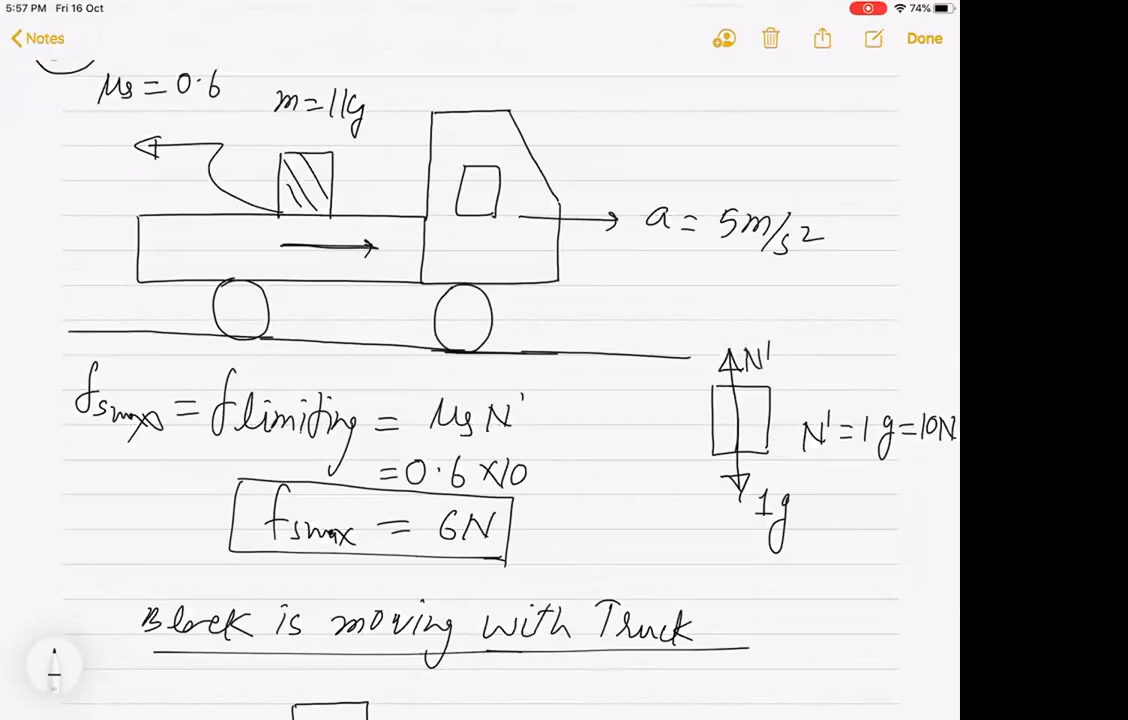 5:57 PM Fri 16 Oct
74%
Notes
Done
μs = 0.6
m = 1kg
a = 5m/s²
N'
fsmax = flimiting = μs N'
N' = 1g = 10N
= 0.6 × 10
1g
fsmax = 6N
Block is moving with Truck